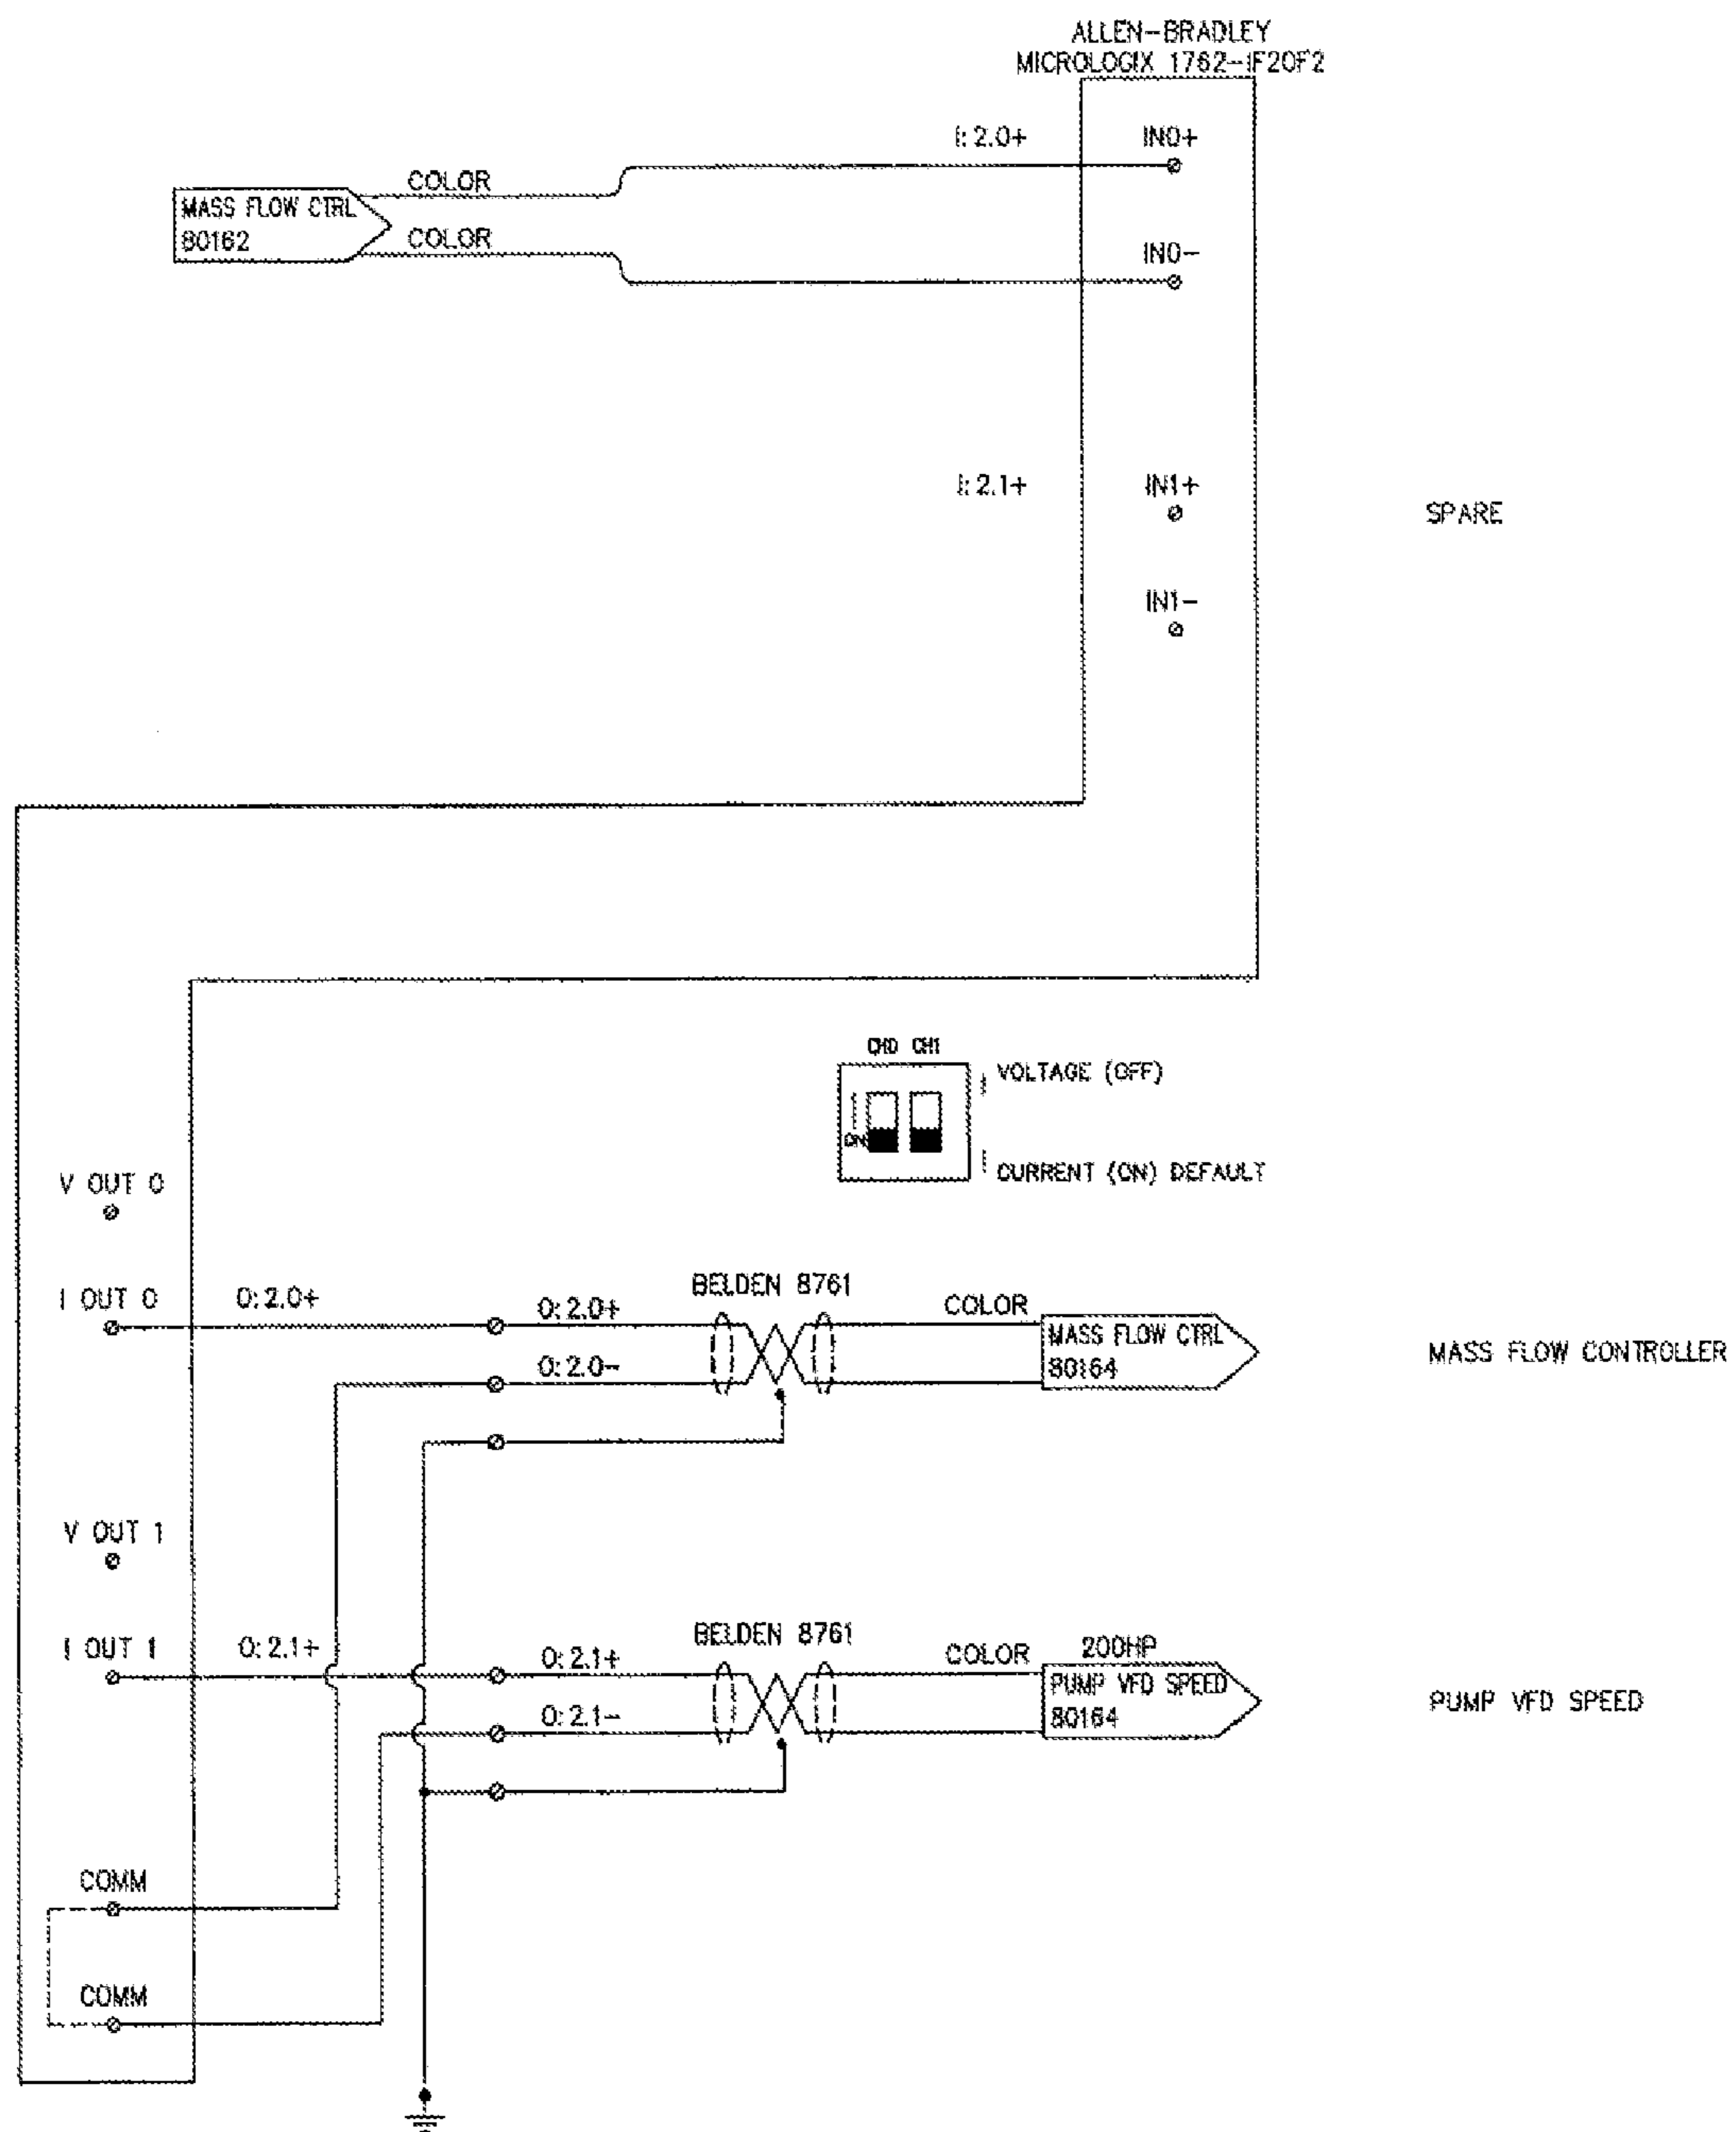 ALLEN-BRADLEY
MICROLOGIX 1762-IF2OF2
I:2.0+
IN0+
COLOR
MASS FLOW CTRL
80162
COLOR
IN0-
I:2.1+
IN1+
SPARE
IN1-
CH0 CH1
VOLTAGE (OFF)
ON
CURRENT (ON) DEFAULT
V OUT 0
I OUT 0
O:2.0+
O:2.0+
BELDEN 8761
COLOR
MASS FLOW CTRL
80164
MASS FLOW CONTROLLER
O:2.0-
V OUT 1
I OUT 1
O:2.1+
O:2.1+
BELDEN 8761
COLOR
200HP
PUMP VFD SPEED
80164
PUMP VFD SPEED
O:2.1-
COMM
COMM